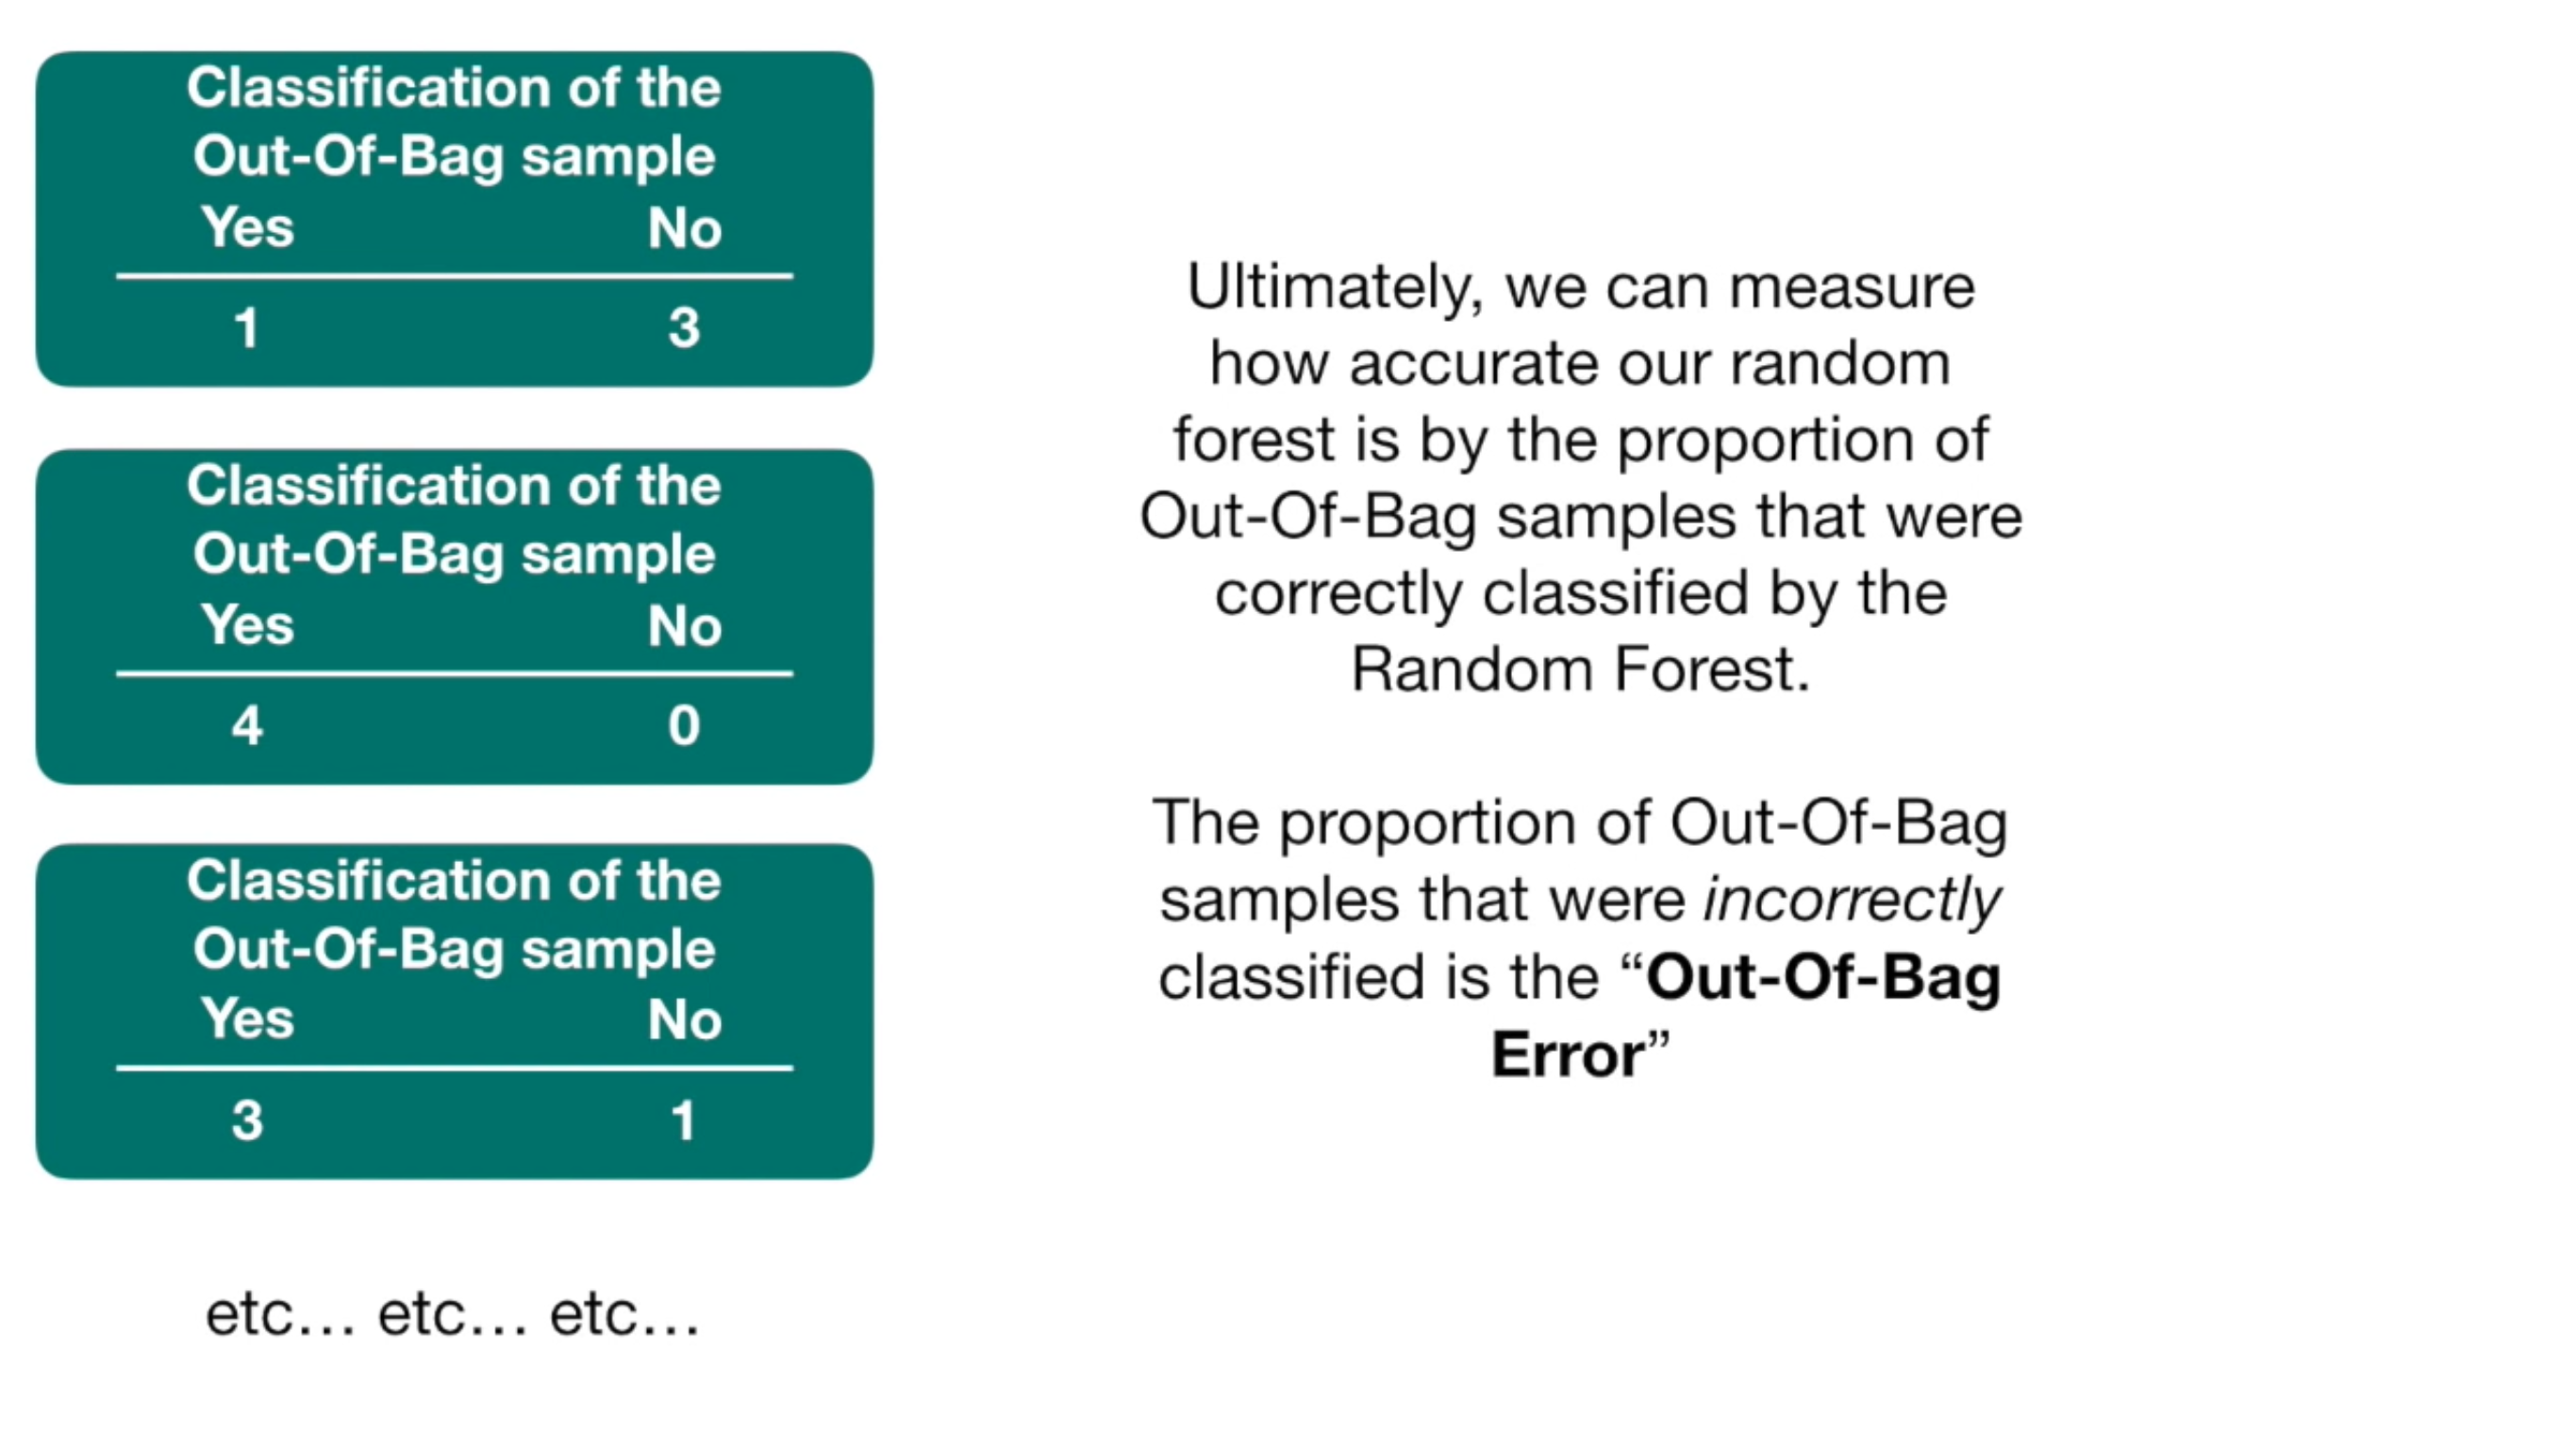 Classification of the
Out-Of-Bag sample
Yes No
1 3
Classification of the
Out-Of-Bag sample
Yes No
4 0
Classification of the
Out-Of-Bag sample
Yes No
3 1
etc… etc… etc…
Ultimately, we can measure
how accurate our random
forest is by the proportion of
Out-Of-Bag samples that were
correctly classified by the
Random Forest.
The proportion of Out-Of-Bag
samples that were incorrectly
classified is the “Out-Of-Bag
Error”